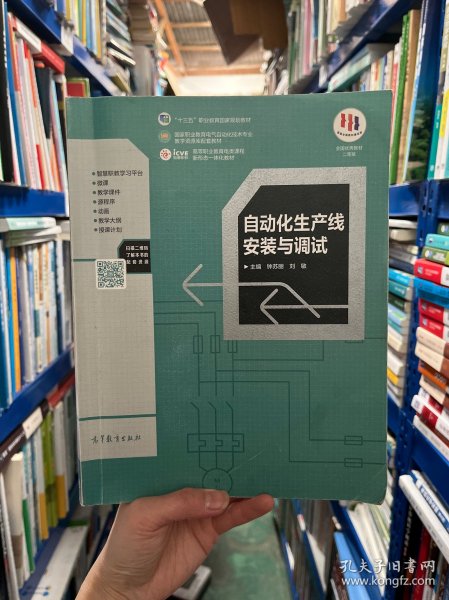 "十三五"职业教育国家规划教材
国家职业教育电气自动化技术专业
教学资源库配套教材
icve
高等职业教育电类课程
新形态一体化教材
全国优秀教材
二等奖
智慧职教学习平台
微课
教学课件
源程序
动画
教学大纲
授课计划
扫描二维码
了解本书的
配套资源
自动化生产线
安装与调试
主编 钟苏丽 刘敏
高等教育出版社
孔夫子旧书网
www.kongfz.com